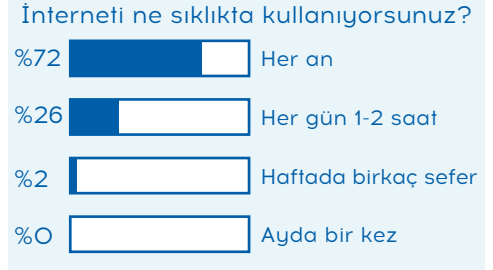 İnterneti ne sıklıkta kullanıyorsunuz?
%72 Her an
%26 Her gün 1-2 saat
%2 Haftada birkaç sefer
%0 Ayda bir kez